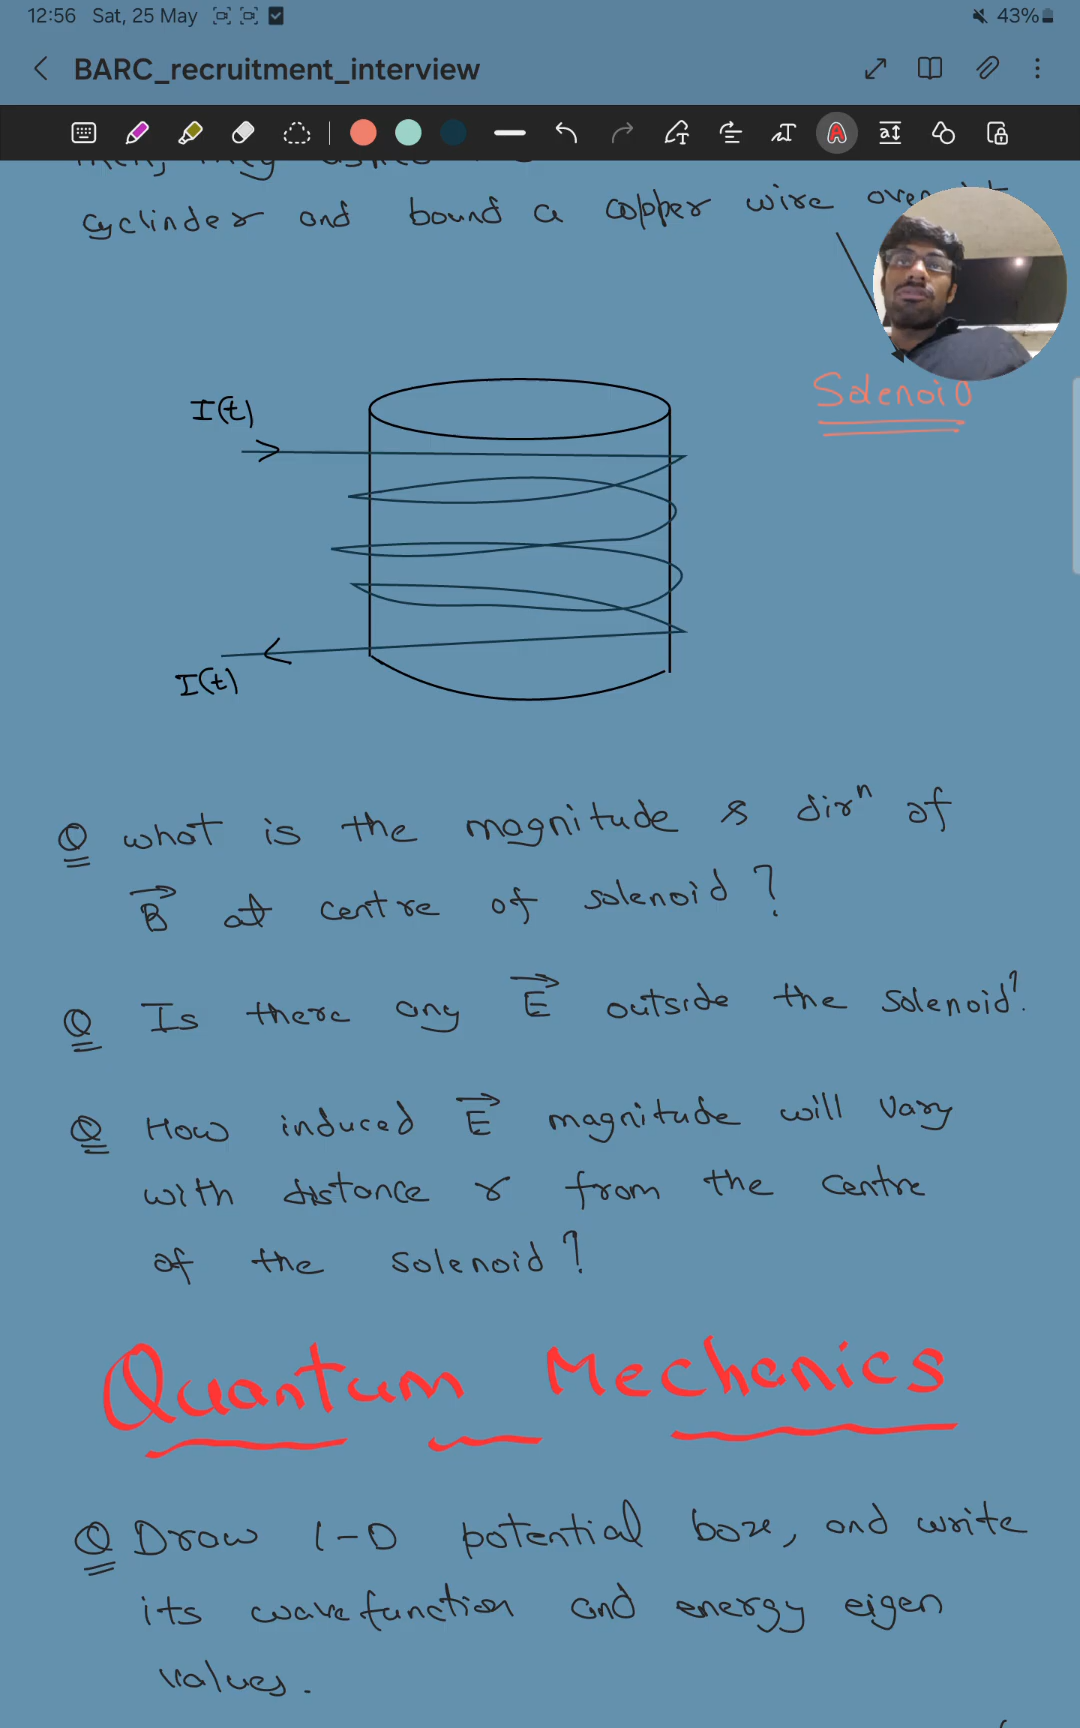 12:56 Sat, 25 May 43%
BARC_recruitment_interview
cyclinder and bound a copper wire over it
I(t)
Solenoid
I(t)
Q what is the magnitude & dirⁿ of
B at centre of solenoid ?
Q Is there any E outside the solenoid?
Q How induced E magnitude will vary
with distance r from the centre
of the solenoid ?
Quantum Mechanics
Q Draw 1-D potential box, and write
its wavefunction and energy eigen
values.